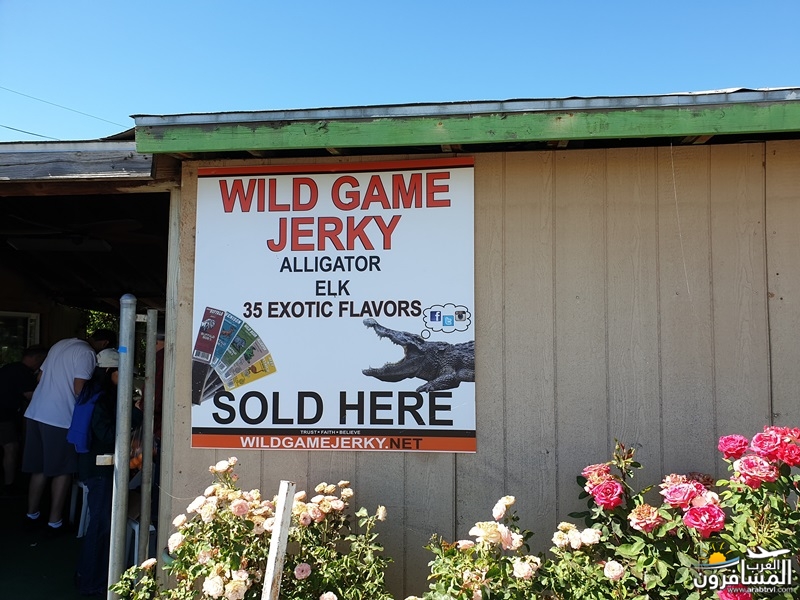 WILD GAME
JERKY
ALLIGATOR
ELK
35 EXOTIC FLAVORS
SOLD HERE
TRUST • FAITH • BELIEVE
WILDGAMEJERKY.NET
العرب
المسافرون
www.arabtrvl.com